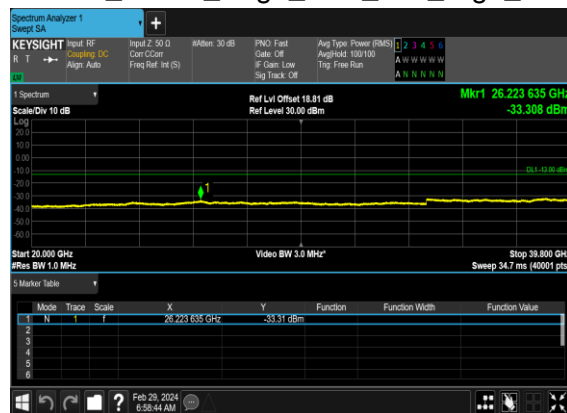 Spectrum Analyzer 1
Swept SA
KEYSIGHT Input: RF Input Z: 50 Ω #Atten: 30 dB PNO: Fast Avg Type: Power (RMS) 1 2 3 4 5 6
R T Coupling: DC Corr CCorr Gate: Off Avg|Hold: 100/100 A W W W W W
Align: Auto Freq Ref: Int (S) IF Gain: Low Trig: Free Run A N N N N N
Sig Track: Off
1 Spectrum Ref Lvl Offset 18.81 dB Mkr1 26.223 635 GHz
Scale/Div 10 dB Ref Level 30.00 dBm -33.308 dBm
Log
20.0
10.0
0.00
DL1 -13.00 dBm
-10.0
-20.0
1
-30.0
-40.0
-50.0
-60.0
Start 20.000 GHz Video BW 3.0 MHz* Stop 39.800 GHz
#Res BW 1.0 MHz Sweep 34.7 ms (40001 pts)
5 Marker Table
Mode Trace Scale X Y Function Function Width Function Value
1 N 1 f 26.223 635 GHz -33.31 dBm
2
3
4
5
6
? Feb 29, 2024
6:58:44 AM